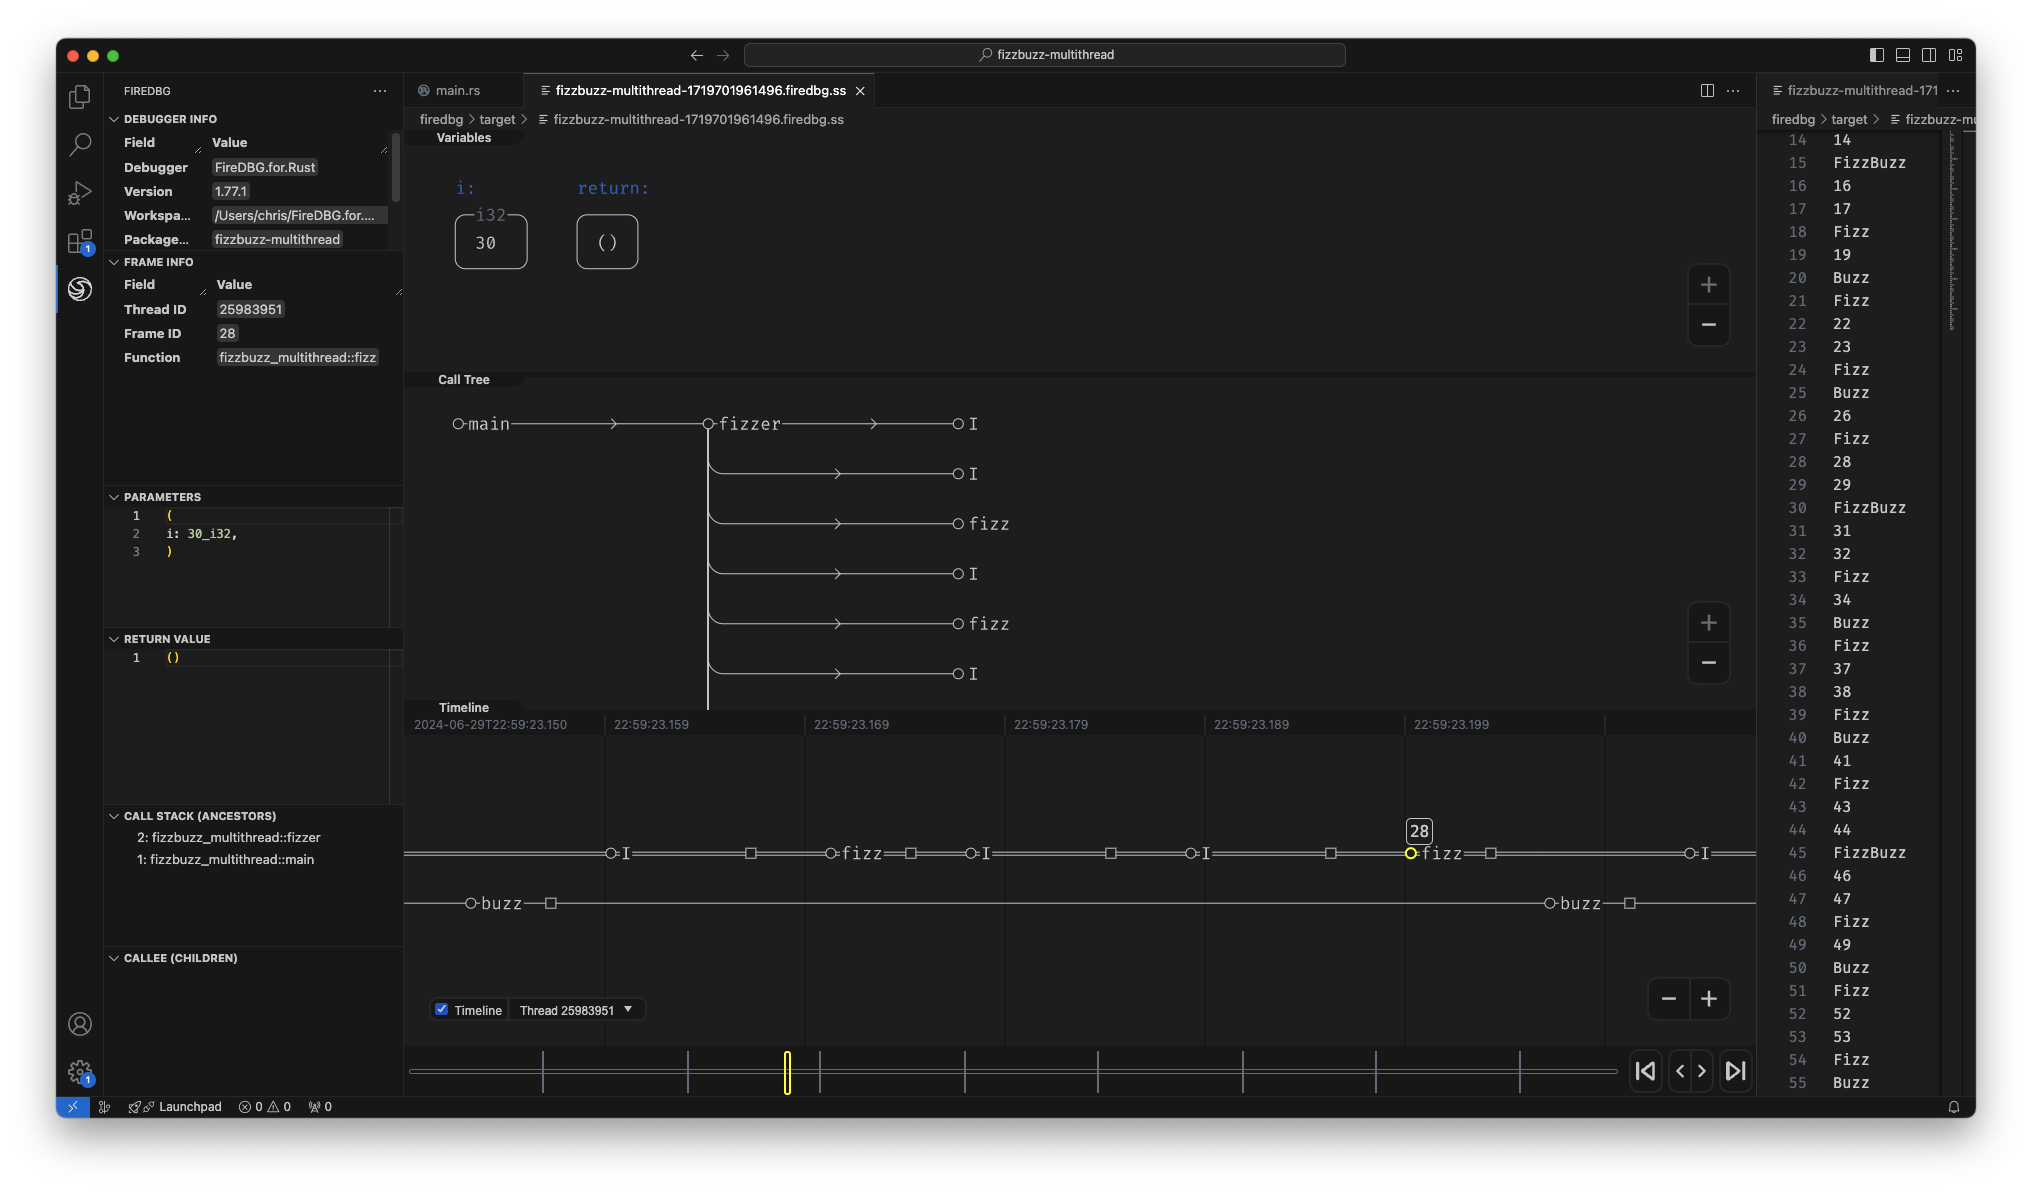 fizzbuzz-multithread
FIREDBG
DEBUGGER INFO
Field Value
Debugger FireDBG.for.Rust
Version 1.77.1
Workspa... /Users/chris/FireDBG.for....
Package... fizzbuzz-multithread
FRAME INFO
Field Value
Thread ID 25983951
Frame ID 28
Function fizzbuzz_multithread::fizz
PARAMETERS
1 (
2 i: 30_i32,
3 )
RETURN VALUE
1 ()
CALL STACK (ANCESTORS)
2: fizzbuzz_multithread::fizzer
1: fizzbuzz_multithread::main
CALLEE (CHILDREN)
1
1
main.rs
fizzbuzz-multithread-1719701961496.firedbg.ss
firedbg > target > fizzbuzz-multithread-1719701961496.firedbg.ss
Variables
i: return:
i32
30 ()
+
−
Call Tree
main fizzer I
I
fizz
I
fizz
I
+
−
Timeline
2024-06-29T22:59:23.150 22:59:23.159 22:59:23.169 22:59:23.179 22:59:23.189 22:59:23.199
28
I fizz I I fizz I
buzz buzz
− +
Timeline Thread 25983951
fizzbuzz-multithread-171
firedbg > target > fizzbuzz-mu
14 14
15 FizzBuzz
16 16
17 17
18 Fizz
19 19
20 Buzz
21 Fizz
22 22
23 23
24 Fizz
25 Buzz
26 26
27 Fizz
28 28
29 29
30 FizzBuzz
31 31
32 32
33 Fizz
34 34
35 Buzz
36 Fizz
37 37
38 38
39 Fizz
40 Buzz
41 41
42 Fizz
43 43
44 44
45 FizzBuzz
46 46
47 47
48 Fizz
49 49
50 Buzz
51 Fizz
52 52
53 53
54 Fizz
55 Buzz
Launchpad 0 0 0